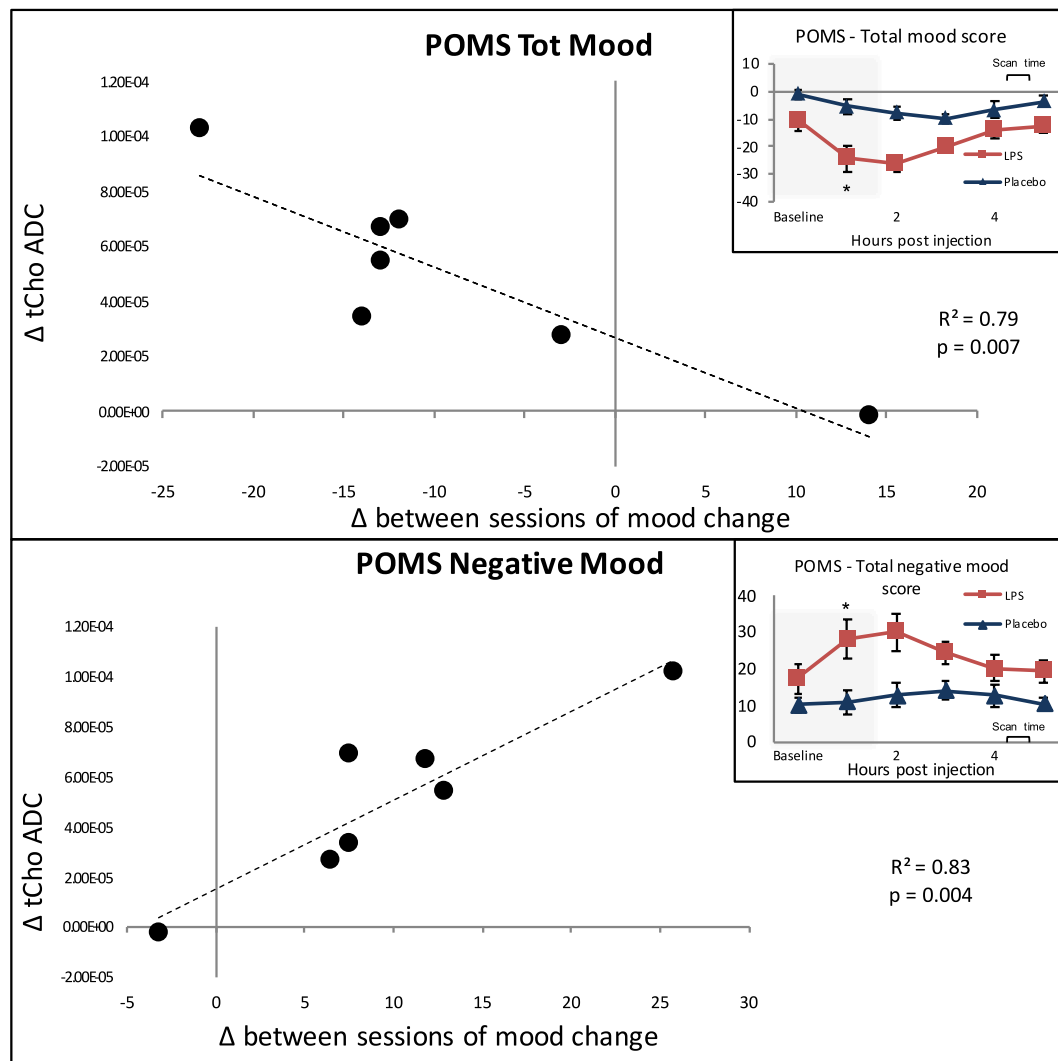 POMS Tot Mood
Δ tCho ADC
1.20E-04
1.00E-04
8.00E-05
6.00E-05
4.00E-05
2.00E-05
0.00E+00
-2.00E-05
-25 -20 -15 -10 -5 0 5 10 15 20
Δ between sessions of mood change
R² = 0.79
p = 0.007
POMS - Total mood score
Scan time
10
0
-10
-20
-30
-40
LPS
Placebo
*
Baseline 2 4
Hours post injection
POMS Negative Mood
Δ tCho ADC
1.20E-04
1.00E-04
8.00E-05
6.00E-05
4.00E-05
2.00E-05
0.00E+00
-2.00E-05
-5 0 5 10 15 20 25 30
Δ between sessions of mood change
R² = 0.83
p = 0.004
POMS - Total negative mood
score
LPS
Placebo
*
40
30
20
10
0
Scan time
Baseline 2 4
Hours post injection